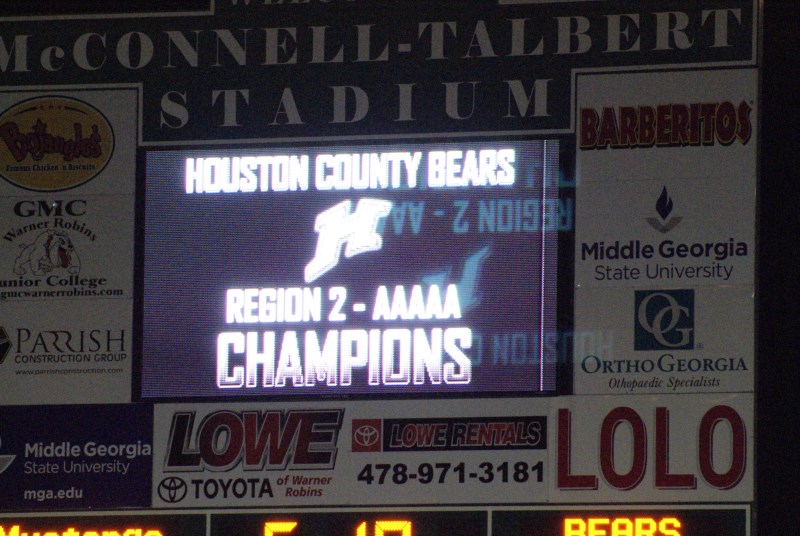 McCONNELL-TALBERT
STADIUM
Bojangles'
Famous Chicken 'n Biscuits
GMC
Warner Robins
unior College
gmcwarnerrobins.com
PARRISH
CONSTRUCTION GROUP
www.parrishconstruction.com
HOUSTON COUNTY BEARS
H
REGION 2 - AAAAA
CHAMPIONS
BARBERITOS
Middle Georgia
State University
OG
ORTHOGEORGIA
Orthopaedic Specialists
Middle Georgia
State University
mga.edu
LOWE
TOYOTA of Warner
Robins
LOWE RENTALS
478-971-3181
LOLO
Mustangs
BEARS